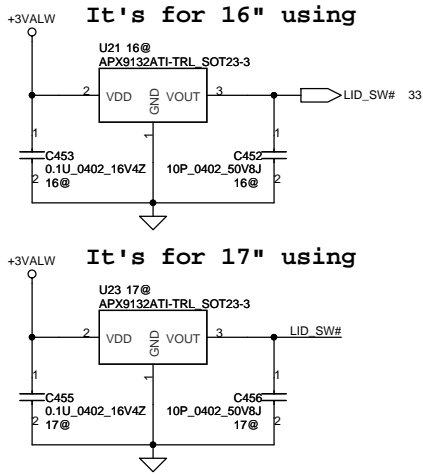 It's for 16" using
+3VALW
U21 16@
APX9132ATI-TRL_SOT23-3
2 VDD GND VOUT 3
LID_SW# 33
1
1 1
C453 C452
0.1U_0402_16V4Z 10P_0402_50V8J
2 16@ 16@ 2
It's for 17" using
+3VALW
U23 17@
APX9132ATI-TRL_SOT23-3
2 VDD GND VOUT 3
LID_SW#
1
1 1
C455 C456
0.1U_0402_16V4Z 10P_0402_50V8J
2 17@ 17@ 2